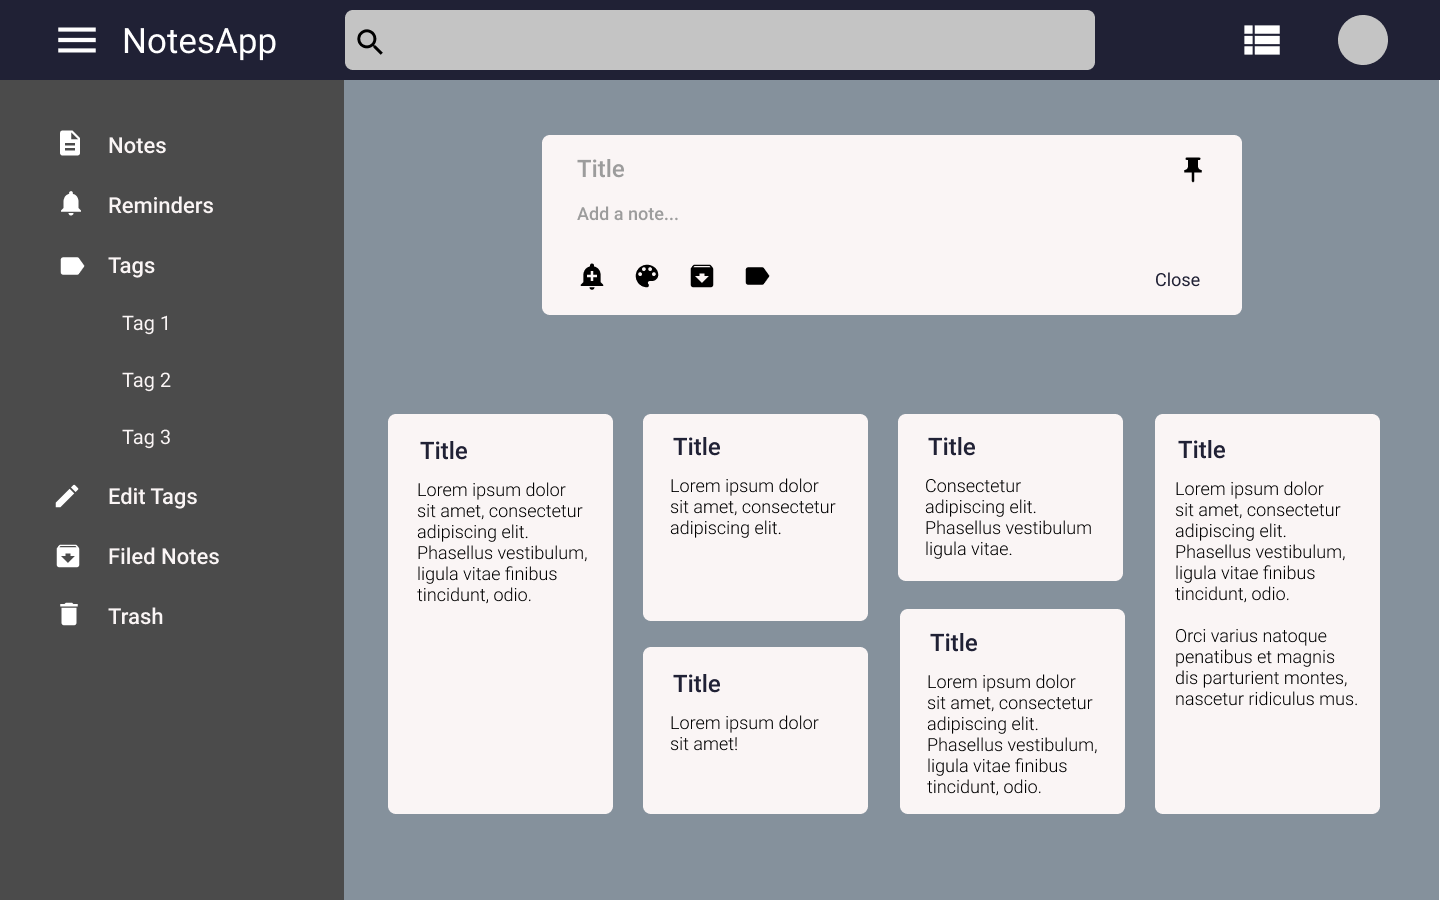 NotesApp
Notes
Reminders
Tags
Tag 1
Tag 2
Tag 3
Edit Tags
Filed Notes
Trash
Title
Add a note...
Close
Title
Lorem ipsum dolor
sit amet, consectetur
adipiscing elit.
Phasellus vestibulum,
ligula vitae finibus
tincidunt, odio.
Title
Lorem ipsum dolor
sit amet, consectetur
adipiscing elit.
Title
Lorem ipsum dolor
sit amet!
Title
Consectetur
adipiscing elit.
Phasellus vestibulum
ligula vitae.
Title
Lorem ipsum dolor
sit amet, consectetur
adipiscing elit.
Phasellus vestibulum,
ligula vitae finibus
tincidunt, odio.
Title
Lorem ipsum dolor
sit amet, consectetur
adipiscing elit.
Phasellus vestibulum,
ligula vitae finibus
tincidunt, odio.
Orci varius natoque
penatibus et magnis
dis parturient montes,
nascetur ridiculus mus.